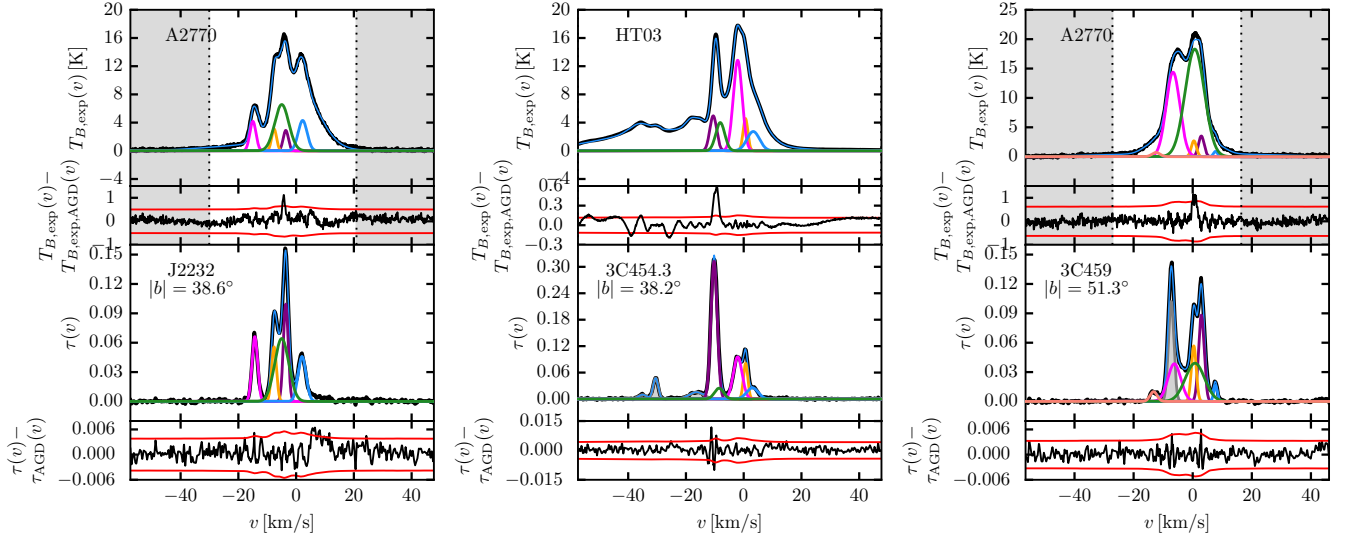 20
16
12
8
4
0
−4
T_{B,exp}(v) [K]
A2770
1
0
−1
T_{B,exp}(v)−
T_{B,exp,AGD}(v)
0.15
0.12
0.09
0.06
0.03
0.00
τ(v)
J2232
|b| = 38.6°
0.006
0.000
−0.006
τ(v)−
τ_{AGD}(v)
−40 −20 0 20 40
v [km/s]
20
16
12
8
4
0
−4
T_{B,exp}(v) [K]
HT03
0.6
0.3
0.0
−0.3
T_{B,exp}(v)−
T_{B,exp,AGD}(v)
0.30
0.24
0.18
0.12
0.06
0.00
τ(v)
3C454.3
|b| = 38.2°
0.015
0.000
−0.015
τ(v)−
τ_{AGD}(v)
−40 −20 0 20 40
v [km/s]
25
20
15
10
5
0
T_{B,exp}(v) [K]
A2770
1
0
−1
T_{B,exp}(v)−
T_{B,exp,AGD}(v)
0.15
0.12
0.09
0.06
0.03
0.00
τ(v)
3C459
|b| = 51.3°
0.006
0.000
−0.006
τ(v)−
τ_{AGD}(v)
−40 −20 0 20 40
v [km/s]